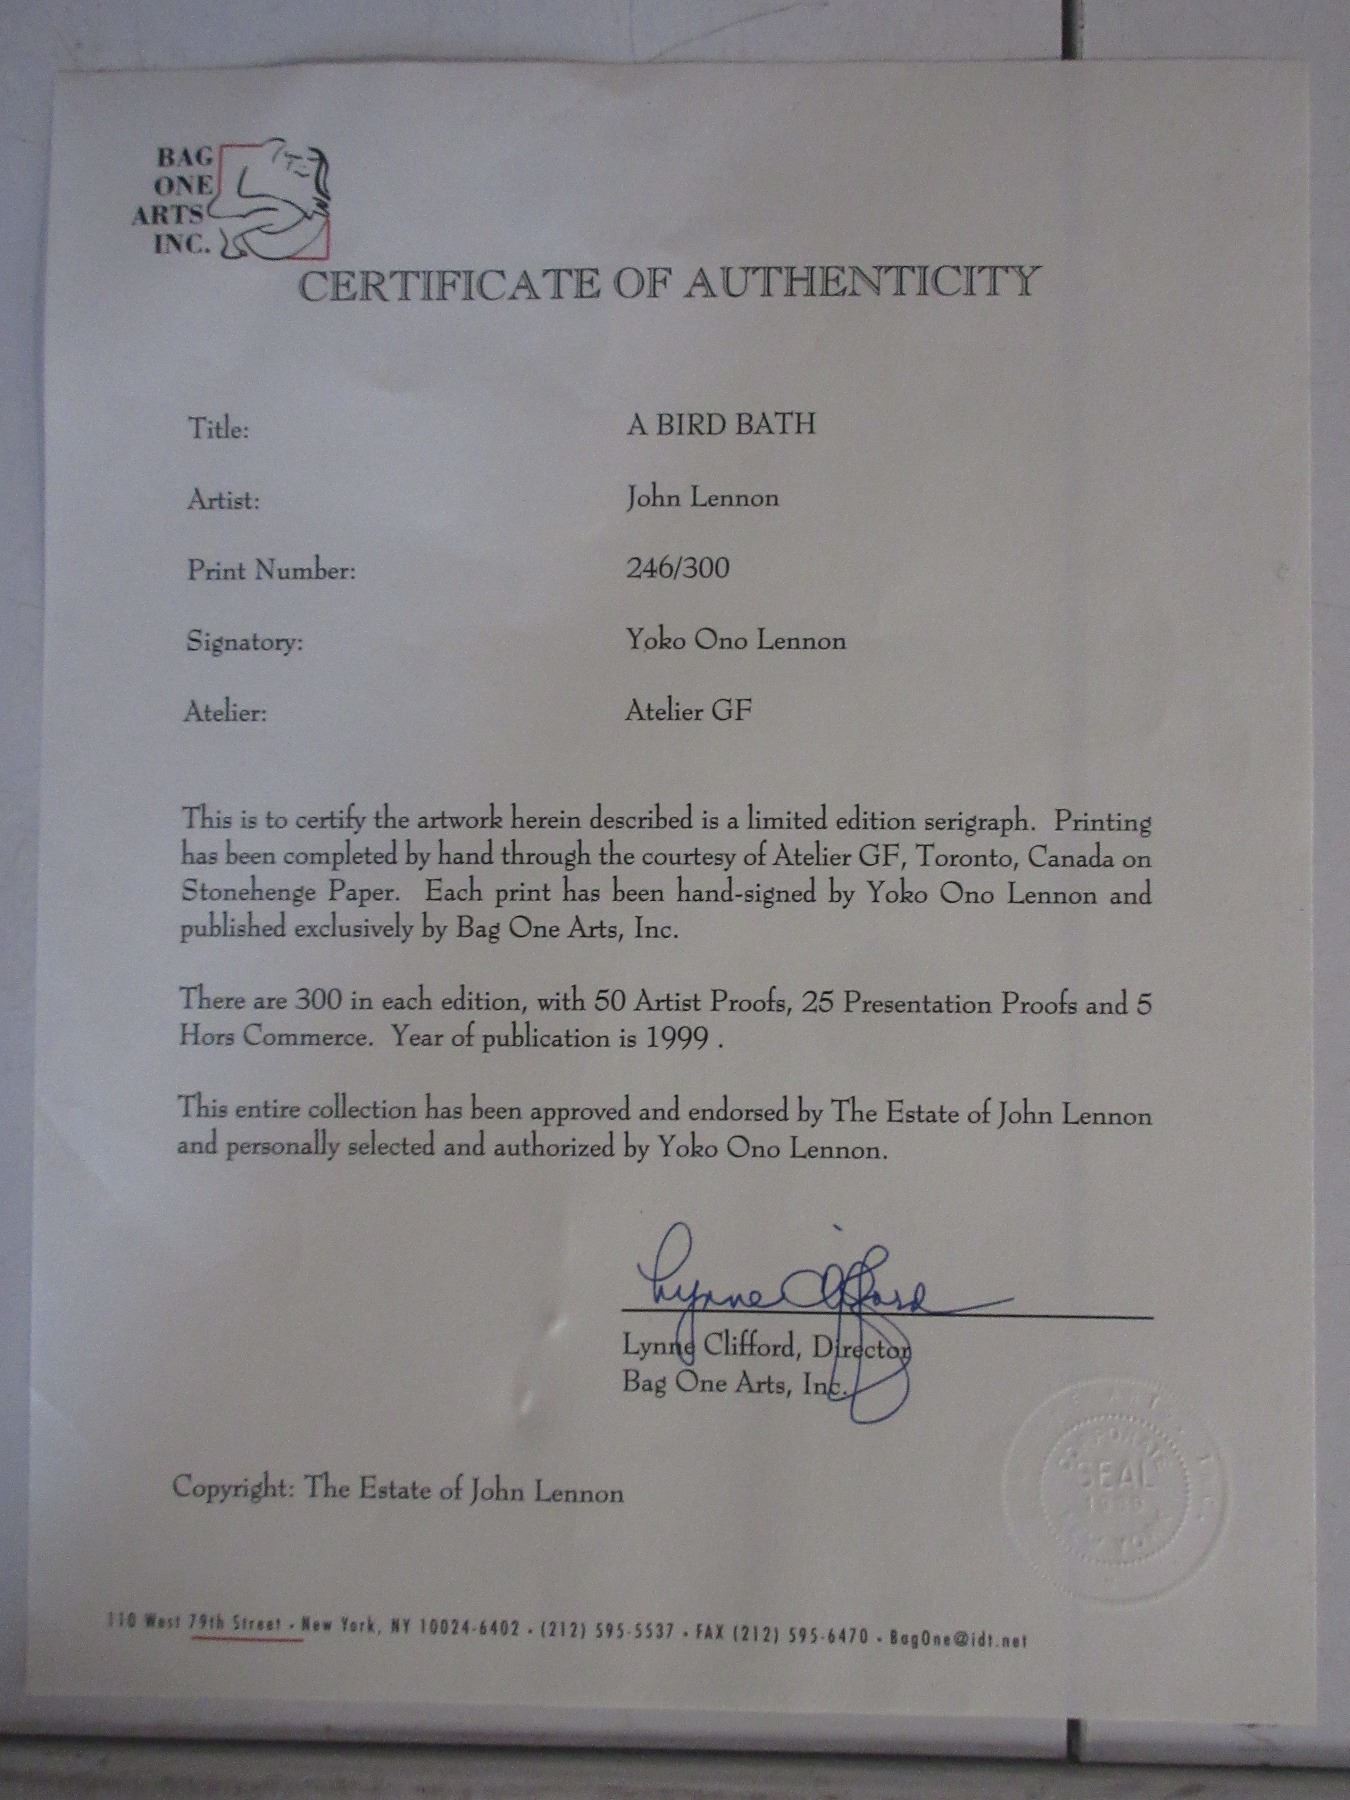 BAG
ONE
ARTS
INC.
CERTIFICATE OF AUTHENTICITY
Title: A BIRD BATH
Artist: John Lennon
Print Number: 246/300
Signatory: Yoko Ono Lennon
Atelier: Atelier GF
This is to certify the artwork herein described is a limited edition serigraph. Printing
has been completed by hand through the courtesy of Atelier GF, Toronto, Canada on
Stonehenge Paper. Each print has been hand-signed by Yoko Ono Lennon and
published exclusively by Bag One Arts, Inc.
There are 300 in each edition, with 50 Artist Proofs, 25 Presentation Proofs and 5
Hors Commerce. Year of publication is 1999 .
This entire collection has been approved and endorsed by The Estate of John Lennon
and personally selected and authorized by Yoko Ono Lennon.
Lynne Clifford
Lynne Clifford, Director
Bag One Arts, Inc.
CORPORATE
SEAL
NEW YORK
Copyright: The Estate of John Lennon
110 West 79th Street • New York, NY 10024-6402 • (212) 595-5537 • FAX (212) 595-6470 • BagOne@idt.net